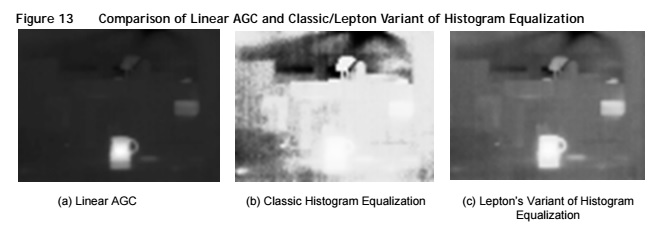 Figure 13 Comparison of Linear AGC and Classic/Lepton Variant of Histogram Equalization
(a) Linear AGC
(b) Classic Histogram Equalization
(c) Lepton's Variant of Histogram
Equalization